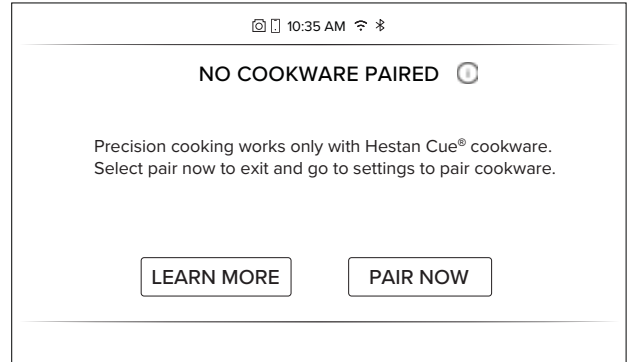 10:35 AM
NO COOKWARE PAIRED
Precision cooking works only with Hestan Cue® cookware.
Select pair now to exit and go to settings to pair cookware.
LEARN MORE PAIR NOW